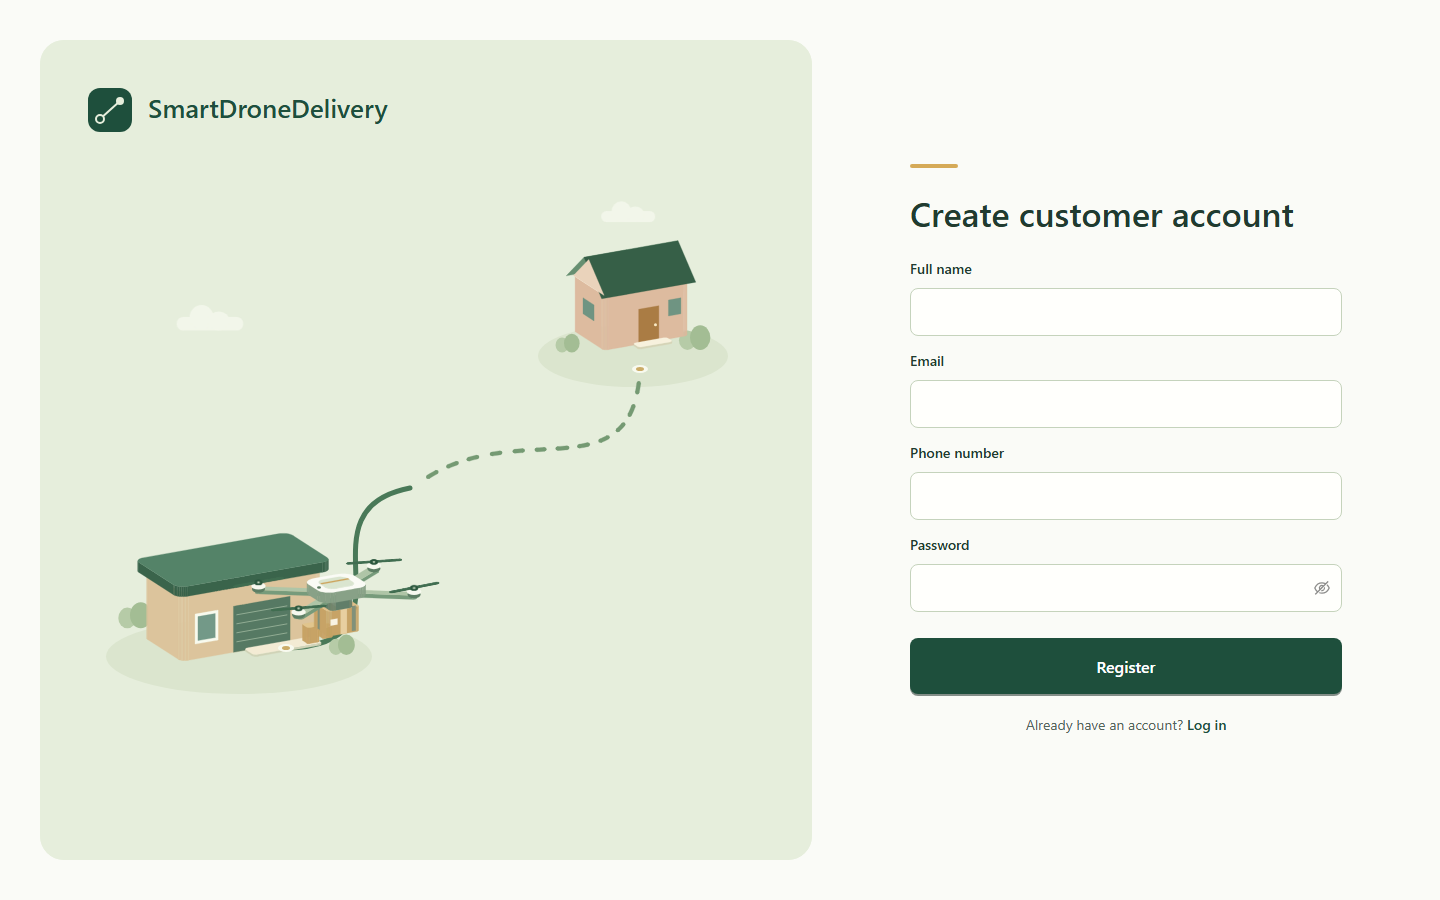 SmartDroneDelivery
Create customer account
Full name
Email
Phone number
Password
Register
Already have an account? Log in